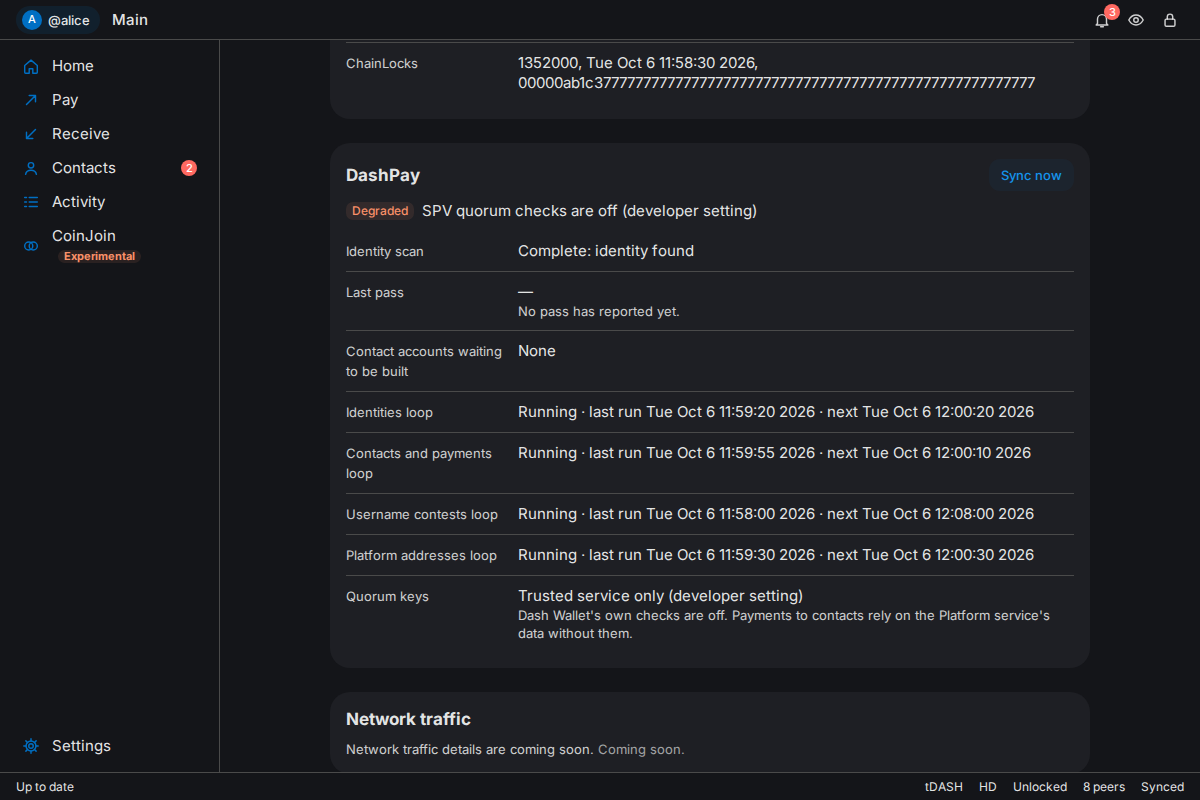 A @alice Main 3
Home
Pay
Receive
Contacts 2
Activity
CoinJoin
Experimental
Settings
ChainLocks 1352000, Tue Oct 6 11:58:30 2026,
DashPay Sync now
Degraded SPV quorum checks are off (developer setting)
Identity scan Complete: identity found
Last pass —
No pass has reported yet.
Contact accounts waiting None
to be built
Identities loop Running · last run Tue Oct 6 11:59:20 2026 · next Tue Oct 6 12:00:20 2026
Contacts and payments Running · last run Tue Oct 6 11:59:55 2026 · next Tue Oct 6 12:00:10 2026
loop
Username contests loop Running · last run Tue Oct 6 11:58:00 2026 · next Tue Oct 6 12:08:00 2026
Platform addresses loop Running · last run Tue Oct 6 11:59:30 2026 · next Tue Oct 6 12:00:30 2026
Quorum keys Trusted service only (developer setting)
Dash Wallet's own checks are off. Payments to contacts rely on the Platform service's
data without them.
Network traffic
Network traffic details are coming soon. Coming soon.
Up to date tDASH HD Unlocked 8 peers Synced